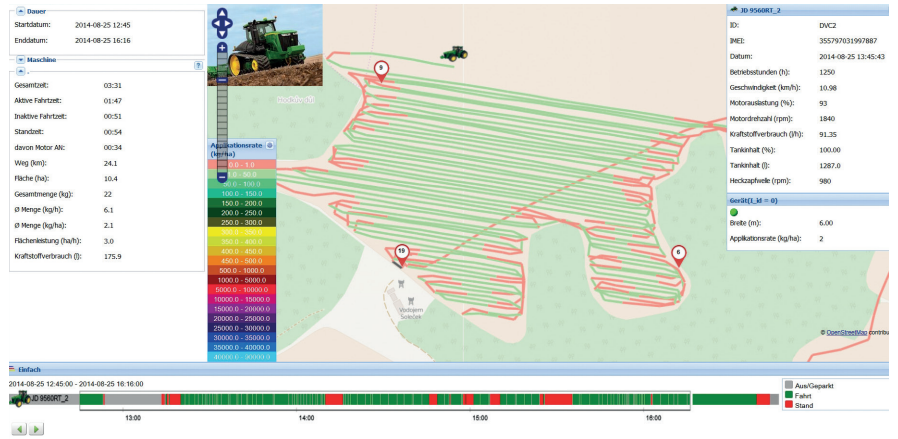 Dauer
Startdatum: 2014-08-25 12:45
Enddatum: 2014-08-25 16:16
Maschine
?
Gesamtzeit: 03:31
Aktive Fahrtzeit: 01:47
Inaktive Fahrtzeit: 00:51
Standzeit: 00:54
davon Motor AN: 00:34
Weg (km): 24.1
Fläche (ha): 10.4
Gesamtmenge (kg): 22
Ø Menge (kg/h): 6.1
Ø Menge (kg/ha): 2.1
Flächenleistung (ha/h): 3.0
Kraftstoffverbrauch (l): 175.9
Applikationsrate
(kg/ha)
0.0 - 1.0
1.0 - 50.0
50.0 - 100.0
100.0 - 150.0
150.0 - 200.0
200.0 - 250.0
250.0 - 300.0
300.0 - 350.0
350.0 - 400.0
400.0 - 450.0
450.0 - 500.0
500.0 - 1000.0
1000.0 - 5000.0
5000.0 - 10000.0
10000.0 - 15000.0
15000.0 - 20000.0
20000.0 - 25000.0
25000.0 - 30000.0
30000.0 - 35000.0
35000.0 - 40000.0
9
19
6
Vodojem
© OpenStreetMap contribu
JD 9560RT_2
ID: DVC2
IMEI: 355797031997887
Datum: 2014-08-25 13:45:43
Betriebsstunden (h): 1250
Geschwindigkeit (km/h): 10.98
Motorauslastung (%): 93
Motordrehzahl (rpm): 1840
Kraftstoffverbrauch (l/h): 91.35
Tankinhalt (%): 100.00
Tankinhalt (l): 1287.0
Heckzapfwelle (rpm): 980
Gerät(I_id = 0)
Breite (m): 6.00
Applikationsrate (kg/ha): 2
Einfach
2014-08-25 12:45:00 - 2014-08-25 16:16:00
JD 9560RT_2
13:00 14:00 15:00 16:00
Aus/Geparkt
Fahrt
Stand